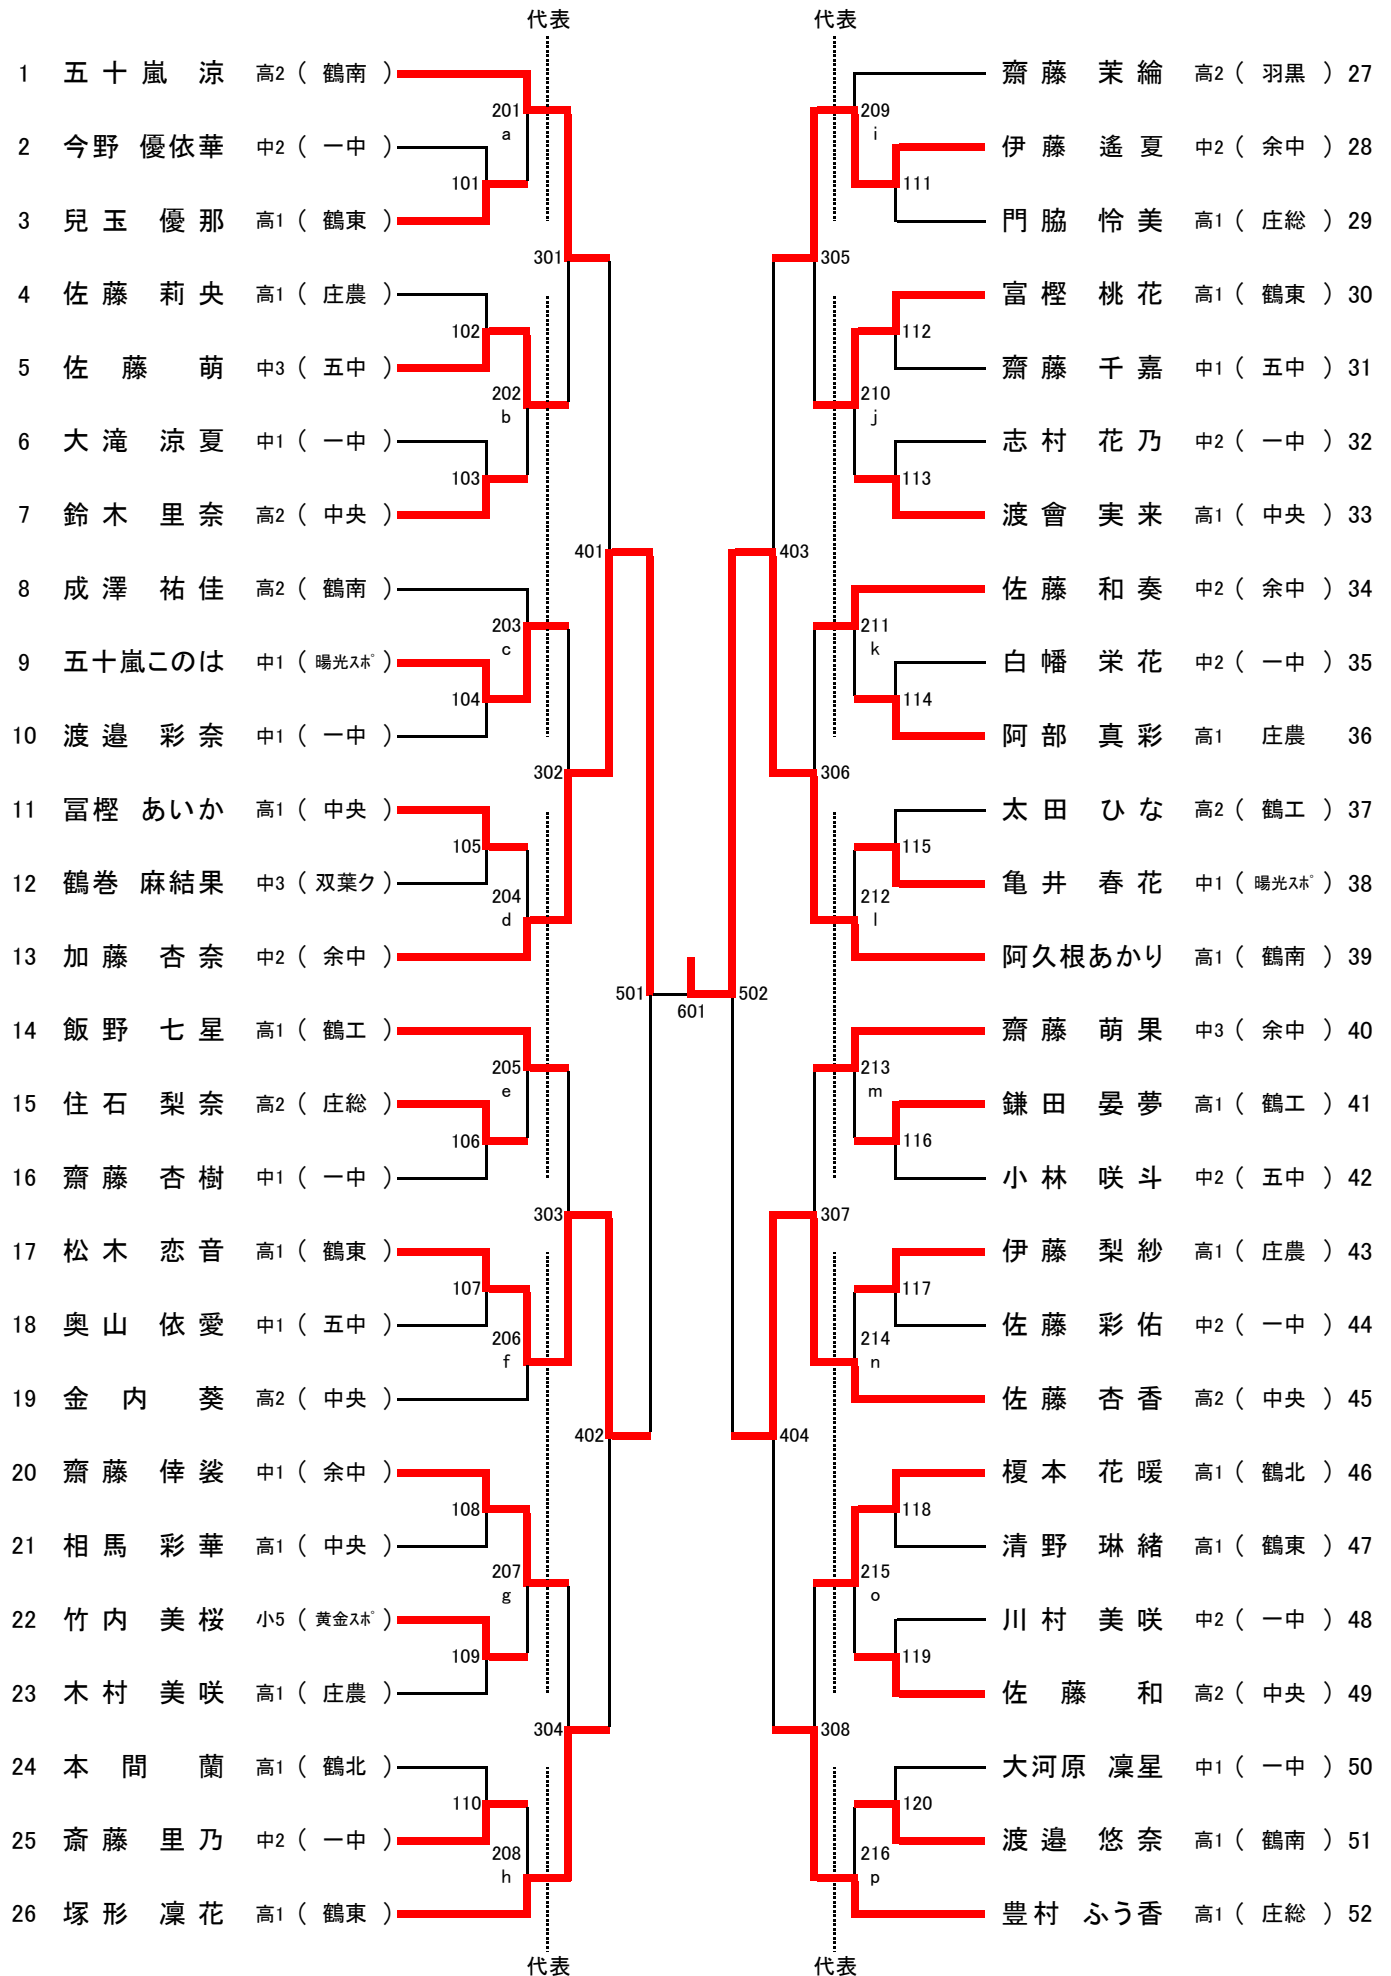 代表 代表
1 五十嵐 涼 高2 ( 鶴南 )
201
a
2 今野 優依華 中2 ( 一中 )
101
3 兒玉 優那 高1 ( 鶴東 )
301
4 佐藤 莉央 高1 ( 庄農 )
102
5 佐藤 萌 中3 ( 五中 )
202
b
6 大滝 涼夏 中1 ( 一中 )
103
7 鈴木 里奈 高2 ( 中央 )
401
8 成澤 祐佳 高2 ( 鶴南 )
203
c
9 五十嵐このは 中1 ( 暘光スポ )
104
10 渡邉 彩奈 中1 ( 一中 )
302
11 冨樫 あいか 高1 ( 中央 )
105
12 鶴巻 麻結果 中3 ( 双葉ク )
204
d
13 加藤 杏奈 中2 ( 余中 )
501
601
14 飯野 七星 高1 ( 鶴工 )
205
e
15 住石 梨奈 高2 ( 庄総 )
106
16 齋藤 杏樹 中1 ( 一中 )
303
17 松木 恋音 高1 ( 鶴東 )
107
18 奥山 依愛 中1 ( 五中 )
206
f
19 金内 葵 高2 ( 中央 )
402
20 齋藤 倖裟 中1 ( 余中 )
108
21 相馬 彩華 高1 ( 中央 )
207
g
22 竹内 美桜 小5 ( 黄金スポ )
109
23 木村 美咲 高1 ( 庄農 )
304
24 本間 蘭 高1 ( 鶴北 )
110
25 斎藤 里乃 中2 ( 一中 )
208
h
26 塚形 凜花 高1 ( 鶴東 )
齋藤 茉綸 高2 ( 羽黒 ) 27
209
i
伊藤 遙夏 中2 ( 余中 ) 28
111
門脇 怜美 高1 ( 庄総 ) 29
305
富樫 桃花 高1 ( 鶴東 ) 30
112
齋藤 千嘉 中1 ( 五中 ) 31
210
j
志村 花乃 中2 ( 一中 ) 32
113
渡會 実来 高1 ( 中央 ) 33
403
佐藤 和奏 中2 ( 余中 ) 34
211
k
白幡 栄花 中2 ( 一中 ) 35
114
阿部 真彩 高1 庄農 36
306
太田 ひな 高2 ( 鶴工 ) 37
115
亀井 春花 中1 ( 暘光スポ ) 38
212
l
阿久根あかり 高1 ( 鶴南 ) 39
502
齋藤 萌果 中3 ( 余中 ) 40
213
m
鎌田 晏夢 高1 ( 鶴工 ) 41
116
小林 咲斗 中2 ( 五中 ) 42
307
伊藤 梨紗 高1 ( 庄農 ) 43
117
佐藤 彩佑 中2 ( 一中 ) 44
214
n
佐藤 杏香 高2 ( 中央 ) 45
404
榎本 花暖 高1 ( 鶴北 ) 46
118
清野 琳緒 高1 ( 鶴東 ) 47
215
o
川村 美咲 中2 ( 一中 ) 48
119
佐藤 和 高2 ( 中央 ) 49
308
大河原 凜星 中1 ( 一中 ) 50
120
渡邉 悠奈 高1 ( 鶴南 ) 51
216
p
豊村 ふう香 高1 ( 庄総 ) 52
代表 代表